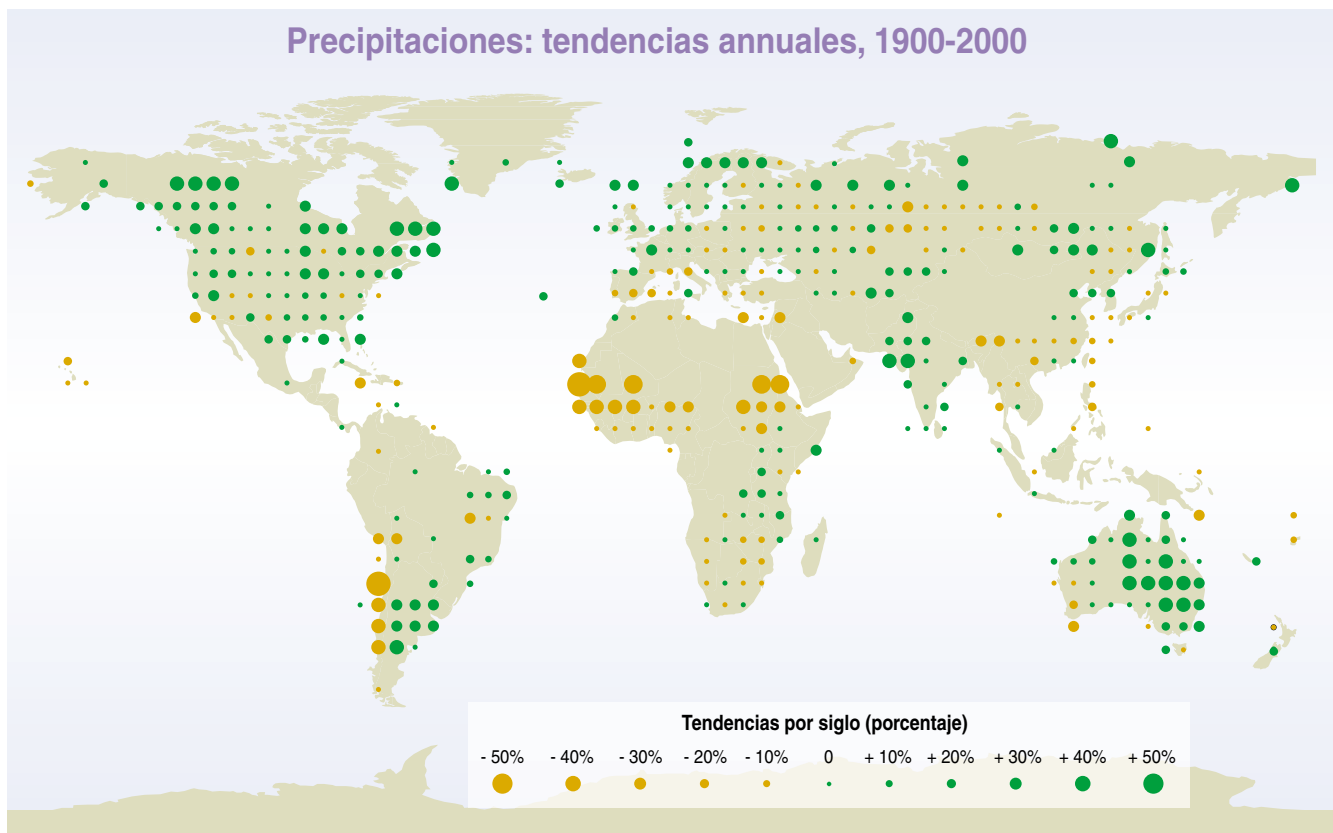 Precipitaciones: tendencias annuales, 1900-2000
Tendencias por siglo (porcentaje)
- 50% - 40% - 30% - 20% - 10% 0 + 10% + 20% + 30% + 40% + 50%